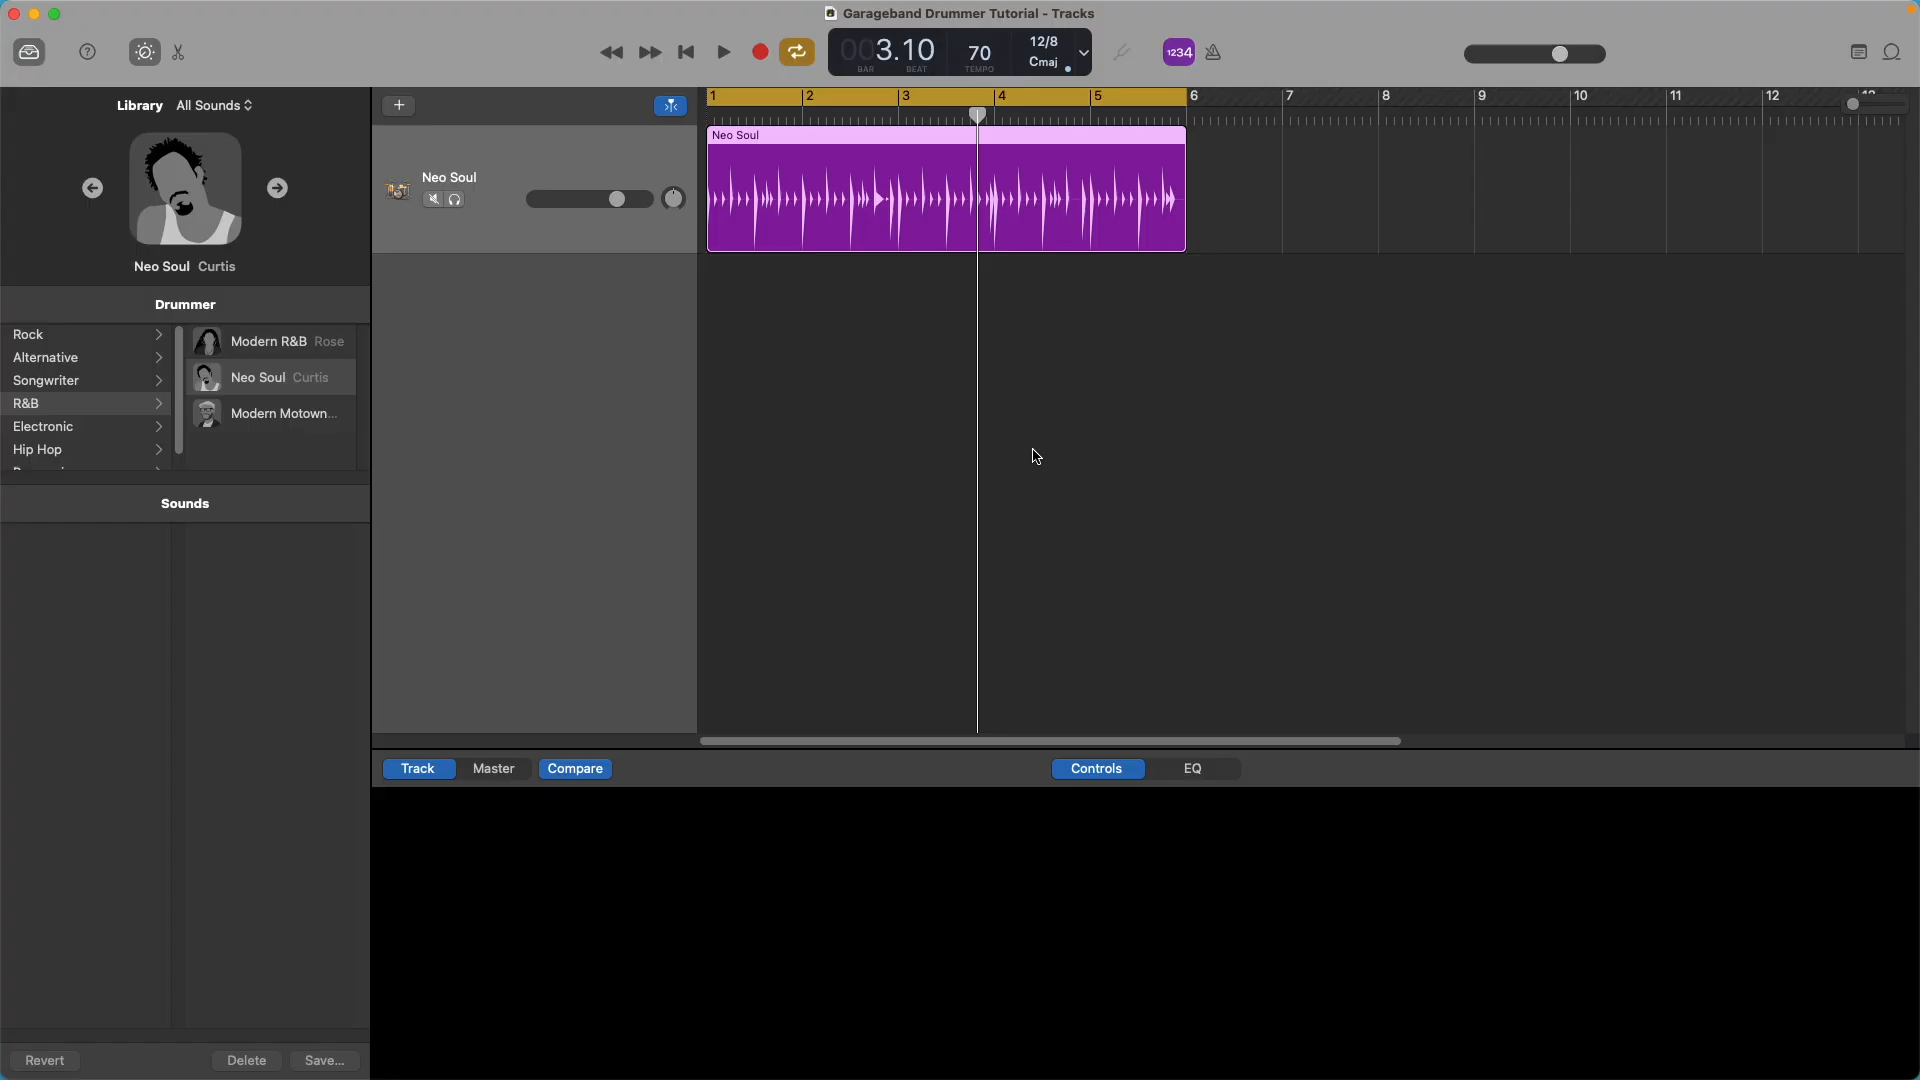 Garageband Drummer Tutorial - Tracks
003.10
BAR
BEAT
70
TEMPO
12/8
Cmaj
1234
Library
All Sounds
1
2
3
4
5
6
7
8
9
10
11
12
Neo Soul
Neo Soul
Neo Soul Curtis
Drummer
Rock
Alternative
Songwriter
R&B
Electronic
Hip Hop
Modern R&B Rose
Neo Soul Curtis
Modern Motown...
Sounds
Track
Master
Compare
Controls
EQ
Revert
Delete
Save...